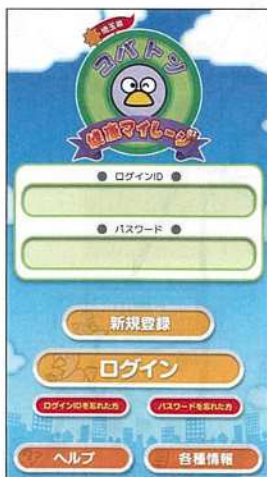 埼玉県
コバトン
健康マイレージ
● ログインID ●
● パスワード ●
新規登録
ログイン
ログインIDを忘れた方
パスワードを忘れた方
ヘルプ
各種情報